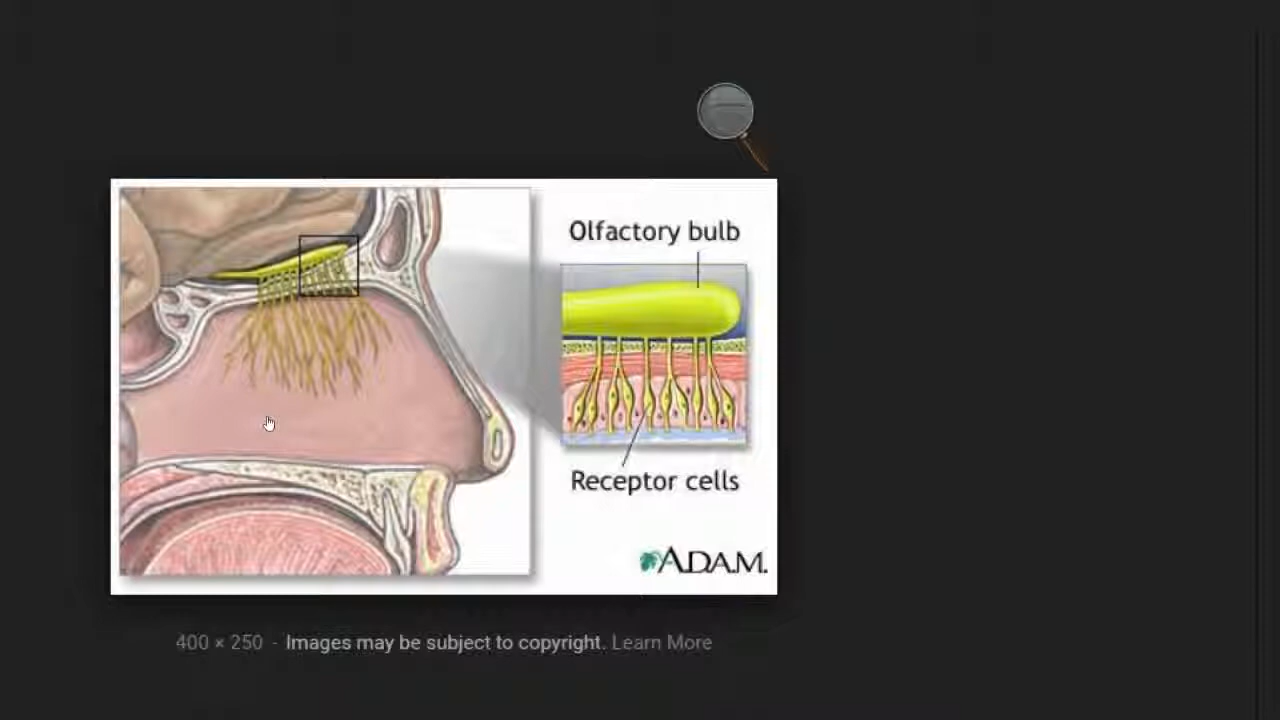 Olfactory bulb
Receptor cells
A.D.A.M.
400 × 250 - Images may be subject to copyright. Learn More